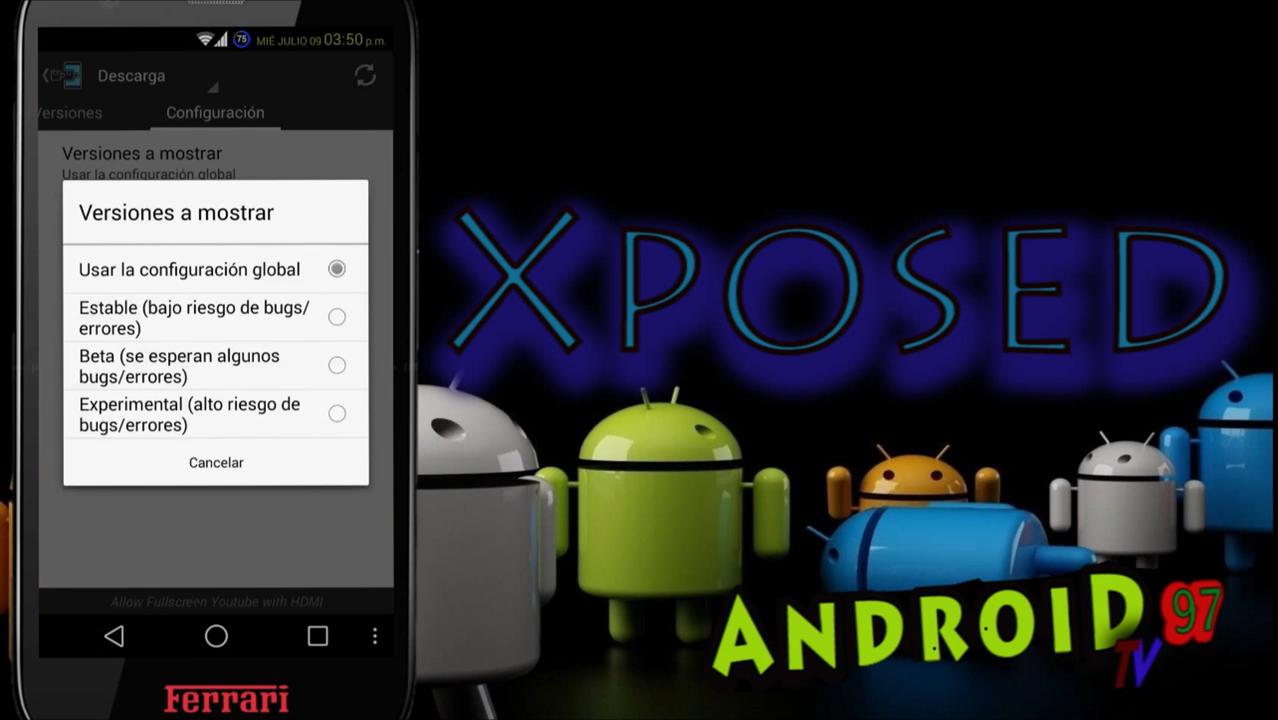 75 MIÉ JULIO 09 03:50 p.m.
Descarga
Versiones Configuración
Versiones a mostrar
Usar la configuración global
Versiones a mostrar
Usar la configuración global
Estable (bajo riesgo de bugs/
errores)
Beta (se esperan algunos
bugs/errores)
Experimental (alto riesgo de
bugs/errores)
Cancelar
Allow Fullscreen Youtube with HDMI
Ferrari
XPOSED
ANDROID 97
TV